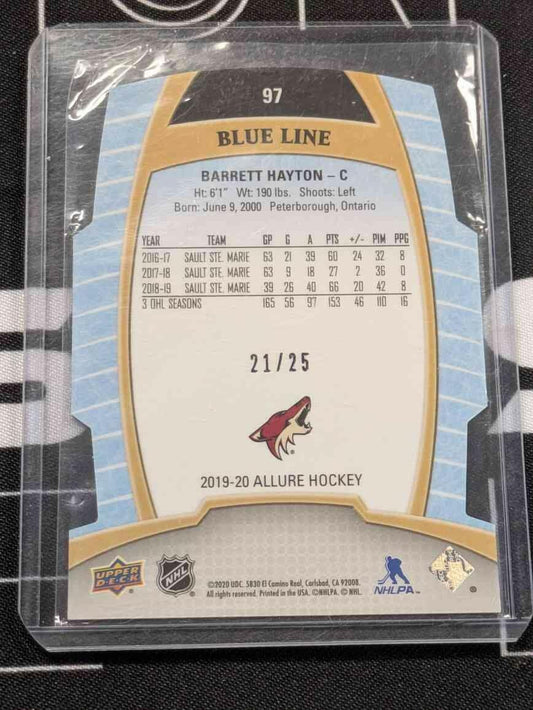 97
BLUE LINE
BARRETT HAYTON – C
Ht: 6'1" Wt: 190 lbs. Shoots: Left
Born: June 9, 2000 Peterborough, Ontario
YEAR TEAM GP G A PTS +/- PIM PPG
2016-17 SAULT STE. MARIE 63 21 39 60 24 32 8
2017-18 SAULT STE. MARIE 63 9 18 27 2 36 0
2018-19 SAULT STE. MARIE 39 26 40 66 20 42 8
3 OHL SEASONS 165 56 97 153 46 110 16
21/25
2019-20 ALLURE HOCKEY
UPPER DECK
NHL
©2020 UDC. 5830 El Camino Real, Carlsbad, CA 92008.
All rights reserved. Printed in the USA. ©NHLPA. © NHL.
NHLPA